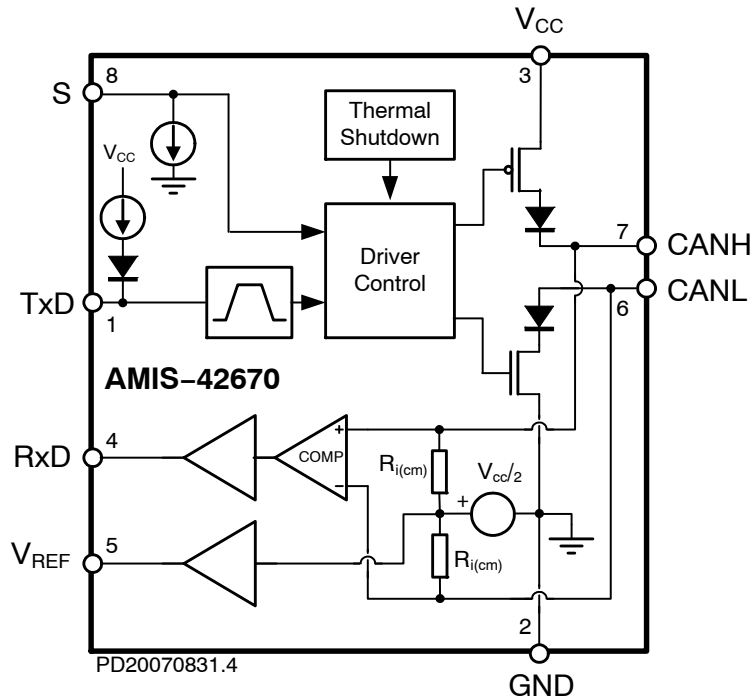 VCC
8
3
S
Thermal
Shutdown
VCC
Driver
Control
7
CANH
CANL
6
TxD
1
AMIS−42670
4
RxD
+
COMP
−
Ri(cm)
Vcc/2
+
5
VREF
Ri(cm)
2
PD20070831.4
GND